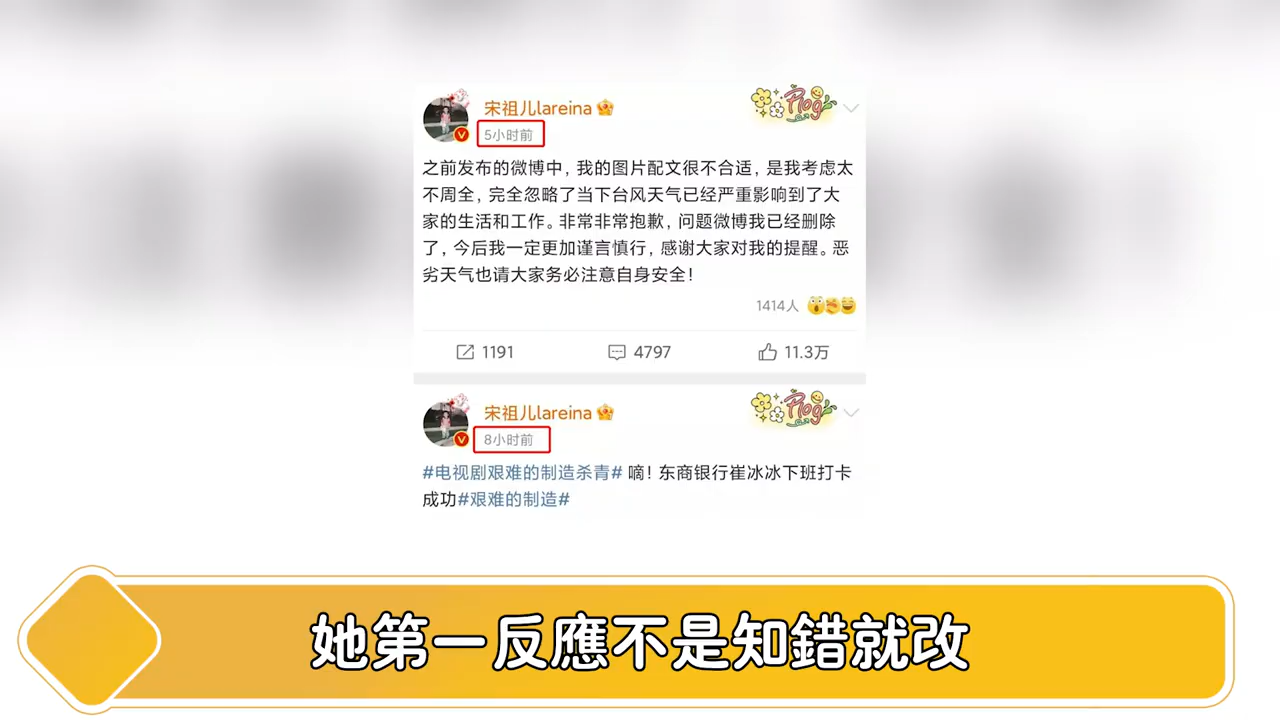 宋祖儿lareina
Plog
5小时前
之前发布的微博中，我的图片配文很不合适，是我考虑太
不周全，完全忽略了当下台风天气已经严重影响到了大
家的生活和工作。非常非常抱歉，问题微博我已经删除
了，今后我一定更加谨言慎行，感谢大家对我的提醒。恶
劣天气也请大家务必注意自身安全！
1414人
1191
4797
11.3万
宋祖儿lareina
Plog
8小时前
#电视剧艰难的制造杀青# 嘀！东商银行崔冰冰下班打卡
成功#艰难的制造#
她第一反應不是知錯就改